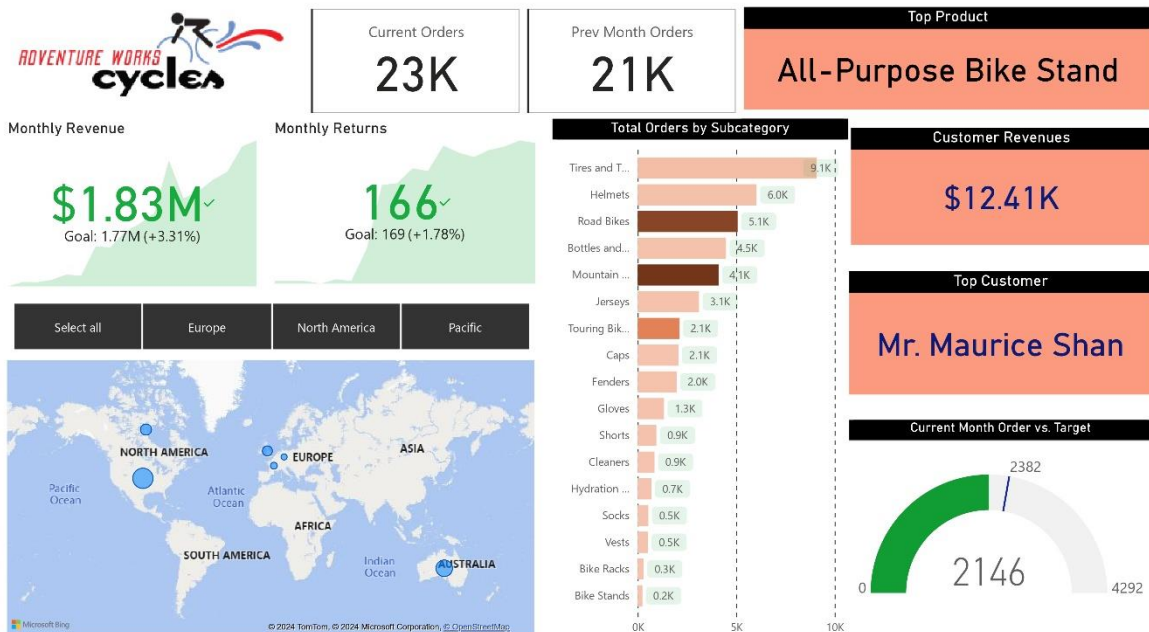 ADVENTURE WORKS
cycles
Current Orders
23K
Prev Month Orders
21K
Top Product
All-Purpose Bike Stand
Monthly Revenue
$1.83M✓
Goal: 1.77M (+3.31%)
Monthly Returns
166✓
Goal: 169 (+1.78%)
Select all
Europe
North America
Pacific
NORTH AMERICA
EUROPE
ASIA
Pacific
Ocean
Atlantic
Ocean
AFRICA
SOUTH AMERICA
Indian
Ocean
AUSTRALIA
Microsoft Bing
© 2024 TomTom, © 2024 Microsoft Corporation, © OpenStreetMap
Total Orders by Subcategory
Tires and T... 9.1K
Helmets 6.0K
Road Bikes 5.1K
Bottles and... 4.5K
Mountain ... 4.1K
Jerseys 3.1K
Touring Bik... 2.1K
Caps 2.1K
Fenders 2.0K
Gloves 1.3K
Shorts 0.9K
Cleaners 0.9K
Hydration ... 0.7K
Socks 0.5K
Vests 0.5K
Bike Racks 0.3K
Bike Stands 0.2K
0K 5K 10K
Customer Revenues
$12.41K
Top Customer
Mr. Maurice Shan
Current Month Order vs. Target
2382
2146
0
4292